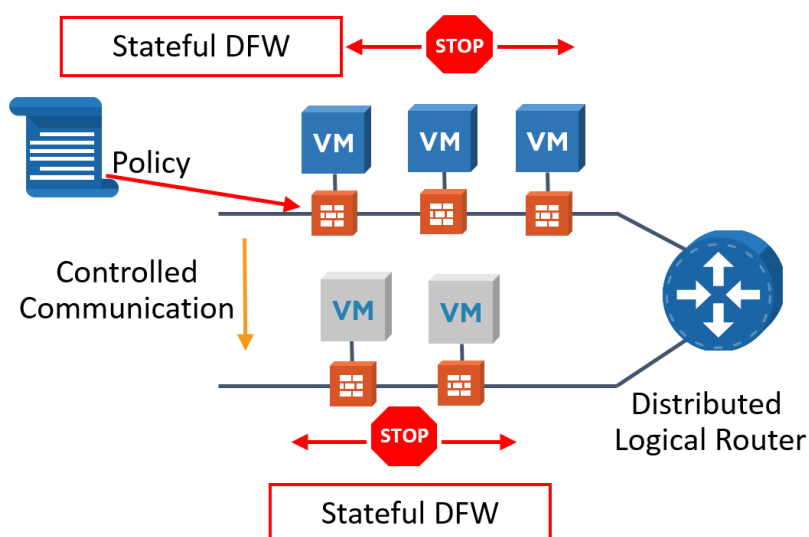 Stateful DFW
STOP
VM
VM
VM
Policy
Controlled
Communication
VM
VM
Distributed
Logical Router
STOP
Stateful DFW